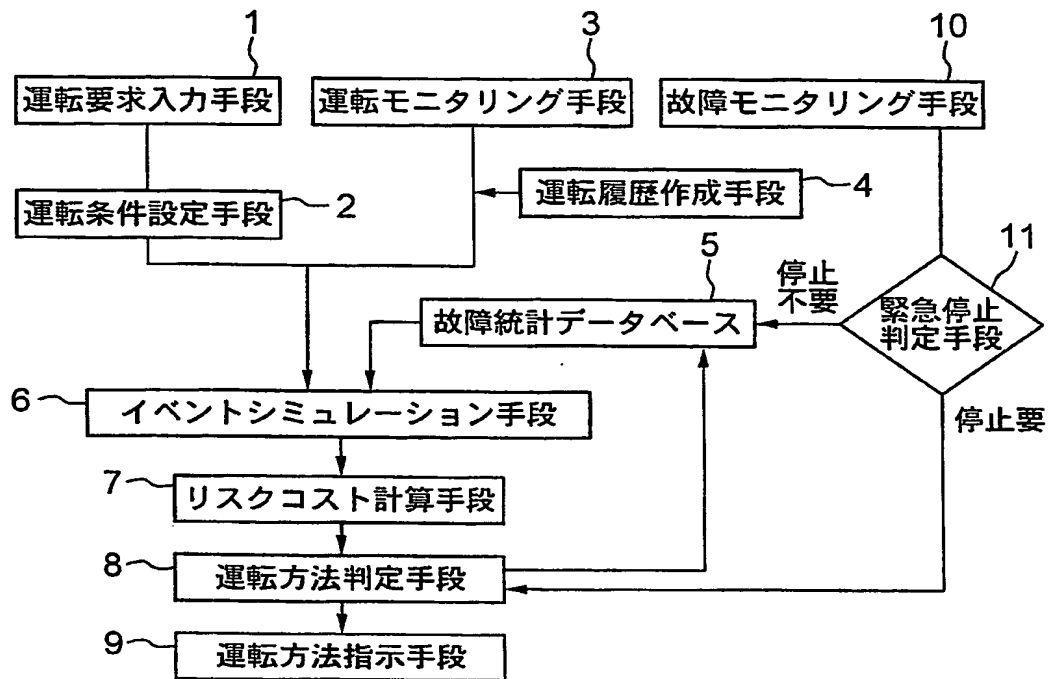 1
3
10
運転要求入力手段
運転モニタリング手段
故障モニタリング手段
運転条件設定手段
2
運転履歴作成手段
4
5
11
停止
不要
故障統計データベース
緊急停止
判定手段
6
イベントシミュレーション手段
停止要
7
リスクコスト計算手段
8
運転方法判定手段
9
運転方法指示手段